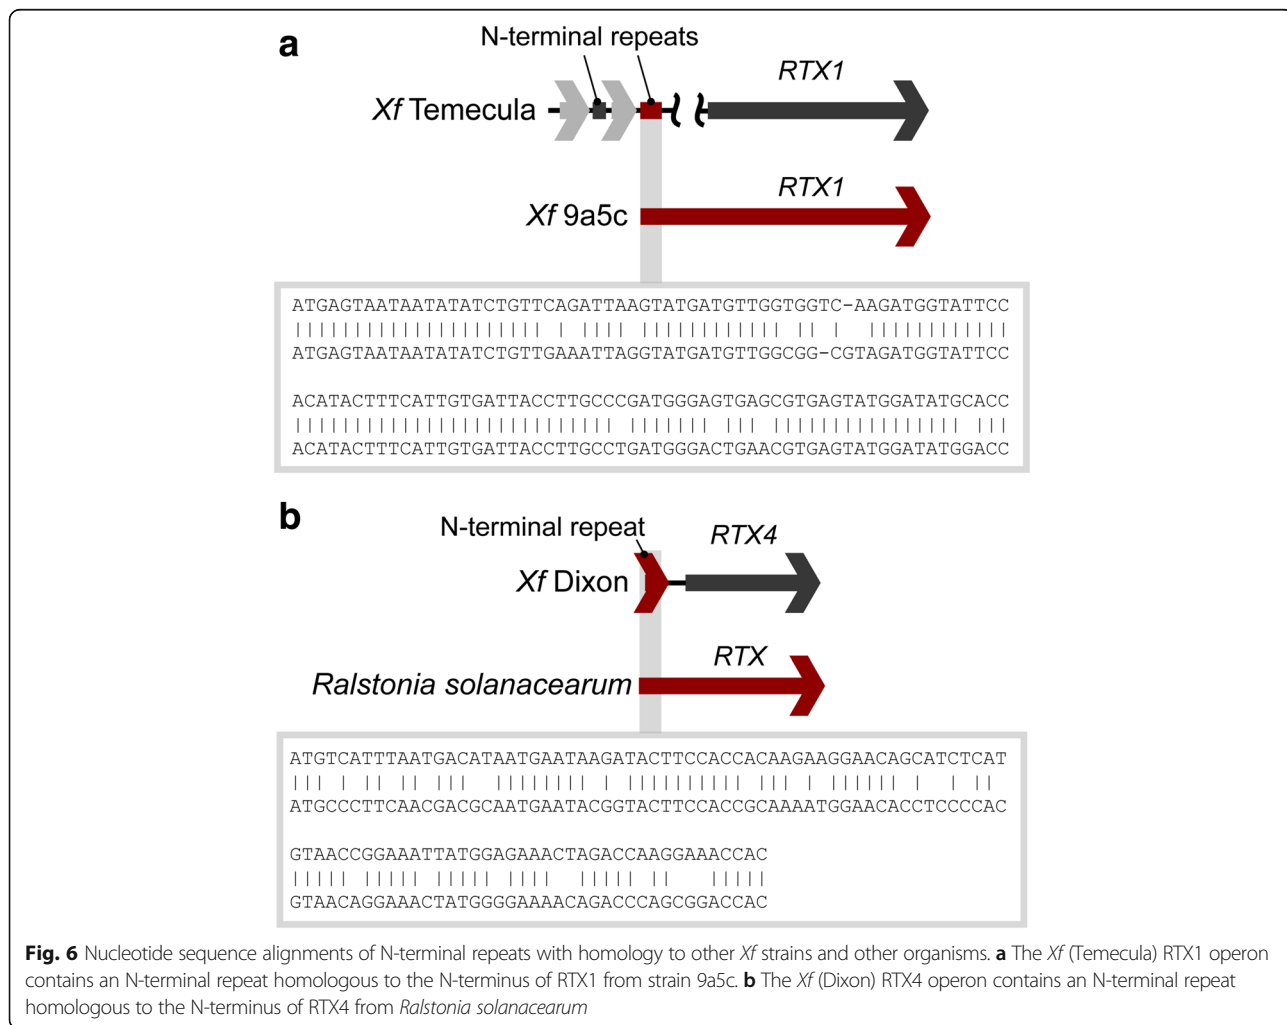 a
N-terminal repeats
RTX1
Xf Temecula
RTX1
Xf 9a5c
ATGAGTAATAATATATCTGTTCAGATTAAGTATGATGTTGGTGGTC-AAGATGGTATTCC
||||||||||||||||||||| | |||| |||||||||||| || |  ||||||||||||
ATGAGTAATAATATATCTGTTGAAATTAGGTATGATGTTGGCGG-CGTAGATGGTATTCC
ACATACTTTCATTGTGATTACCTTGCCCGATGGGAGTGAGCGTGAGTATGGATATGCACC
||||||||||||||||||||||||||| ||||||| ||| |||||||||||||||| |||
ACATACTTTCATTGTGATTACCTTGCCTGATGGGACTGAACGTGAGTATGGATATGGACC
b
N-terminal repeat
RTX4
Xf Dixon
RTX
Ralstonia solanacearum
ATGTCATTTAATGACATAATGAATAAGATACTTCCACCACAAGAAGGAACAGCATCTCAT
||| | || || |||  |||||||| | |||||||||| ||| | |||||| |  | ||
ATGCCCTTCAACGACGCAATGAATACGGTACTTCCACCGCAAAATGGAACACCTCCCCAC
GTAACCGGAAATTATGGAGAAACTAGACCAAGGAAACCAC
||||| ||||| ||||| ||||  ||||| ||   |||||
GTAACAGGAAACTATGGGGAAAACAGACCCAGCGGACCAC
Fig. 6 Nucleotide sequence alignments of N-terminal repeats with homology to other Xf strains and other organisms. a The Xf (Temecula) RTX1 operon
contains an N-terminal repeat homologous to the N-terminus of RTX1 from strain 9a5c. b The Xf (Dixon) RTX4 operon contains an N-terminal repeat
homologous to the N-terminus of RTX4 from Ralstonia solanacearum